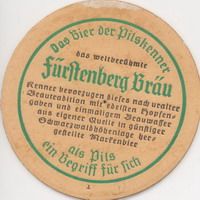 Das Bier der Pilskenner
das weltberühmte
Fürstenberg Bräu
Kenner bevorzugen dieses nach uralter
Brautradition mit edelsten Hopfen-
gaben und einmaligem Brauwasser
aus eigener Quelle in günstiger
Schwarzwaldhöhenlage her-
gestellte Markenbier
als Pils
ein Begriff für sich